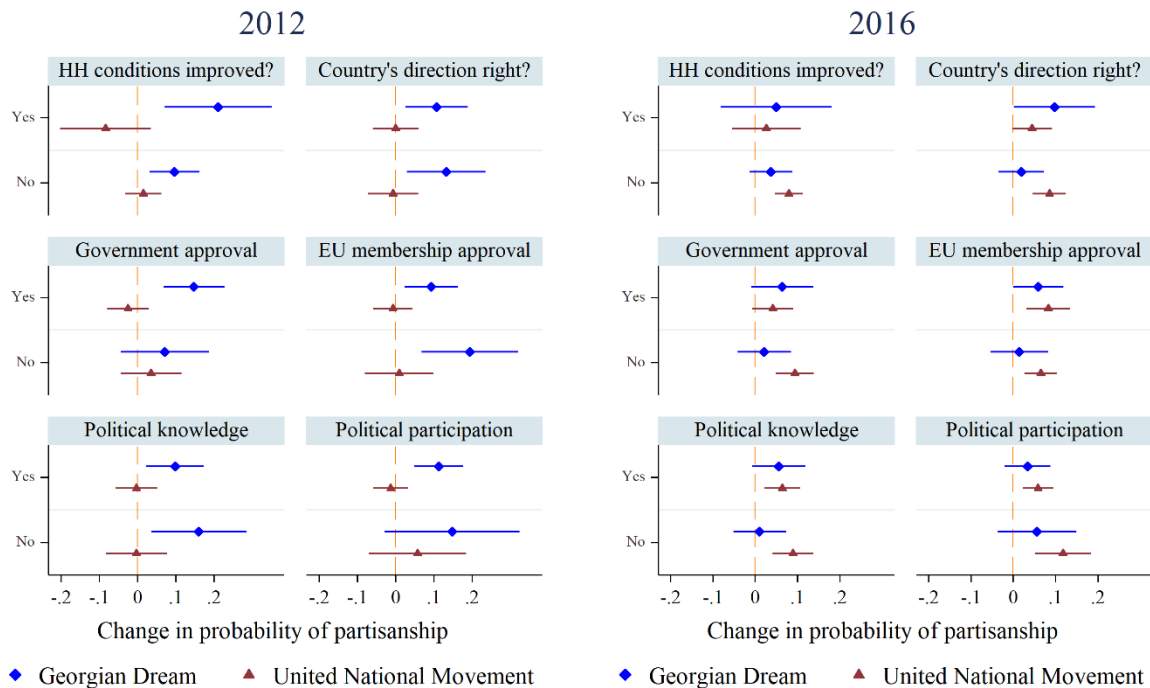 2012
HH conditions improved?
Country's direction right?
Yes
No
Government approval
EU membership approval
Yes
No
Political knowledge
Political participation
Yes
No
-.2 -.1 0 .1 .2
-.2 -.1 0 .1 .2
Change in probability of partisanship
Georgian Dream
United National Movement
2016
HH conditions improved?
Country's direction right?
Yes
No
Government approval
EU membership approval
Yes
No
Political knowledge
Political participation
Yes
No
-.2 -.1 0 .1 .2
-.2 -.1 0 .1 .2
Change in probability of partisanship
Georgian Dream
United National Movement